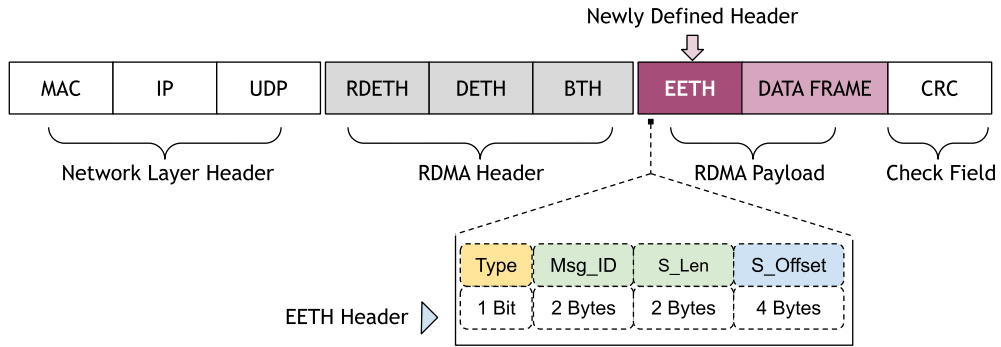 Newly Defined Header
MAC IP UDP RDETH DETH BTH EETH DATA FRAME CRC
Network Layer Header RDMA Header RDMA Payload Check Field
Type Msg_ID S_Len S_Offset
1 Bit 2 Bytes 2 Bytes 4 Bytes
EETH Header